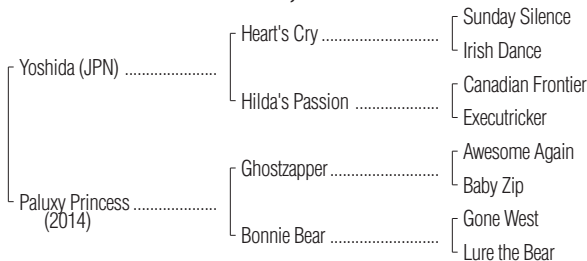 Sunday Silence
Heart's Cry ..............................
Irish Dance
Yoshida (JPN) .......................
Canadian Frontier
Hilda's Passion .....................
Executricker
Awesome Again
Ghostzapper............................
Baby Zip
Paluxy Princess .....................
(2014)
Gone West
Bonnie Bear ...........................
Lure the Bear